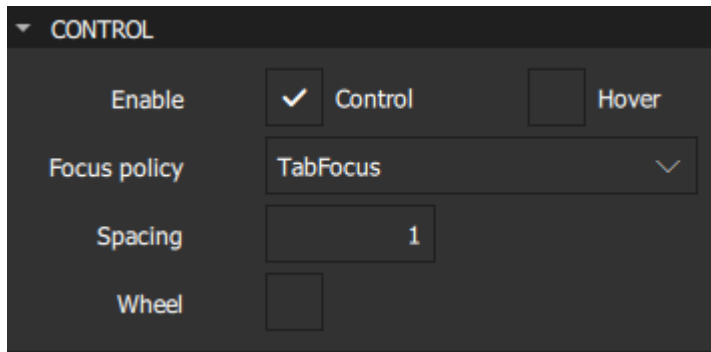 CONTROL
Enable Control Hover
Focus policy TabFocus
Spacing 1
Wheel